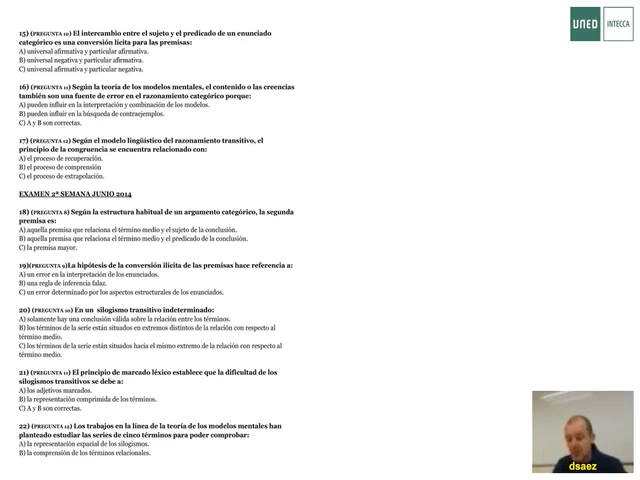 UNED
INTECCA
15) (PREGUNTA 10) El intercambio entre el sujeto y el predicado de un enunciado
categórico es una conversión lícita para las premisas:
A) universal afirmativa y particular afirmativa.
B) universal negativa y particular afirmativa.
C) universal afirmativa y particular negativa.
16) (PREGUNTA 11) Según la teoría de los modelos mentales, el contenido o las creencias
también son una fuente de error en el razonamiento categórico porque:
A) pueden influir en la interpretación y combinación de los modelos.
B) pueden influir en la búsqueda de contraejemplos.
C) A y B son correctas.
17) (PREGUNTA 12) Según el modelo lingüístico del razonamiento transitivo, el
principio de la congruencia se encuentra relacionado con:
A) el proceso de recuperación.
B) el proceso de comprensión
C) el proceso de extrapolación.
EXAMEN 2ª SEMANA JUNIO 2014
18) (PREGUNTA 8) Según la estructura habitual de un argumento categórico, la segunda
premisa es:
A) aquella premisa que relaciona el término medio y el sujeto de la conclusión.
B) aquella premisa que relaciona el término medio y el predicado de la conclusión.
C) la premisa mayor.
19)(PREGUNTA 9)La hipótesis de la conversión ilícita de las premisas hace referencia a:
A) un error en la interpretación de los enunciados.
B) una regla de inferencia falaz.
C) un error determinado por los aspectos estructurales de los enunciados.
20) (PREGUNTA 10) En un silogismo transitivo indeterminado:
A) solamente hay una conclusión válida sobre la relación entre los términos.
B) los términos de la serie están situados en extremos distintos de la relación con respecto al
término medio.
C) los términos de la serie están situados hacia el mismo extremo de la relación con respecto al
término medio.
21) (PREGUNTA 11) El principio de marcado léxico establece que la dificultad de los
silogismos transitivos se debe a:
A) los adjetivos marcados.
B) la representación comprimida de los términos.
C) A y B son correctas.
22) (PREGUNTA 12) Los trabajos en la línea de la teoría de los modelos mentales han
planteado estudiar las series de cinco términos para poder comprobar:
A) la representación espacial de los silogismos.
B) la comprensión de los términos relacionales.
dsaez